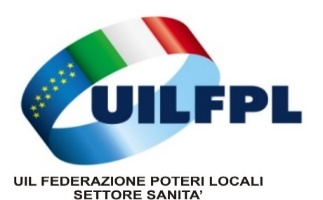 UILFPL
UIL FEDERAZIONE POTERI LOCALI
SETTORE SANITA’